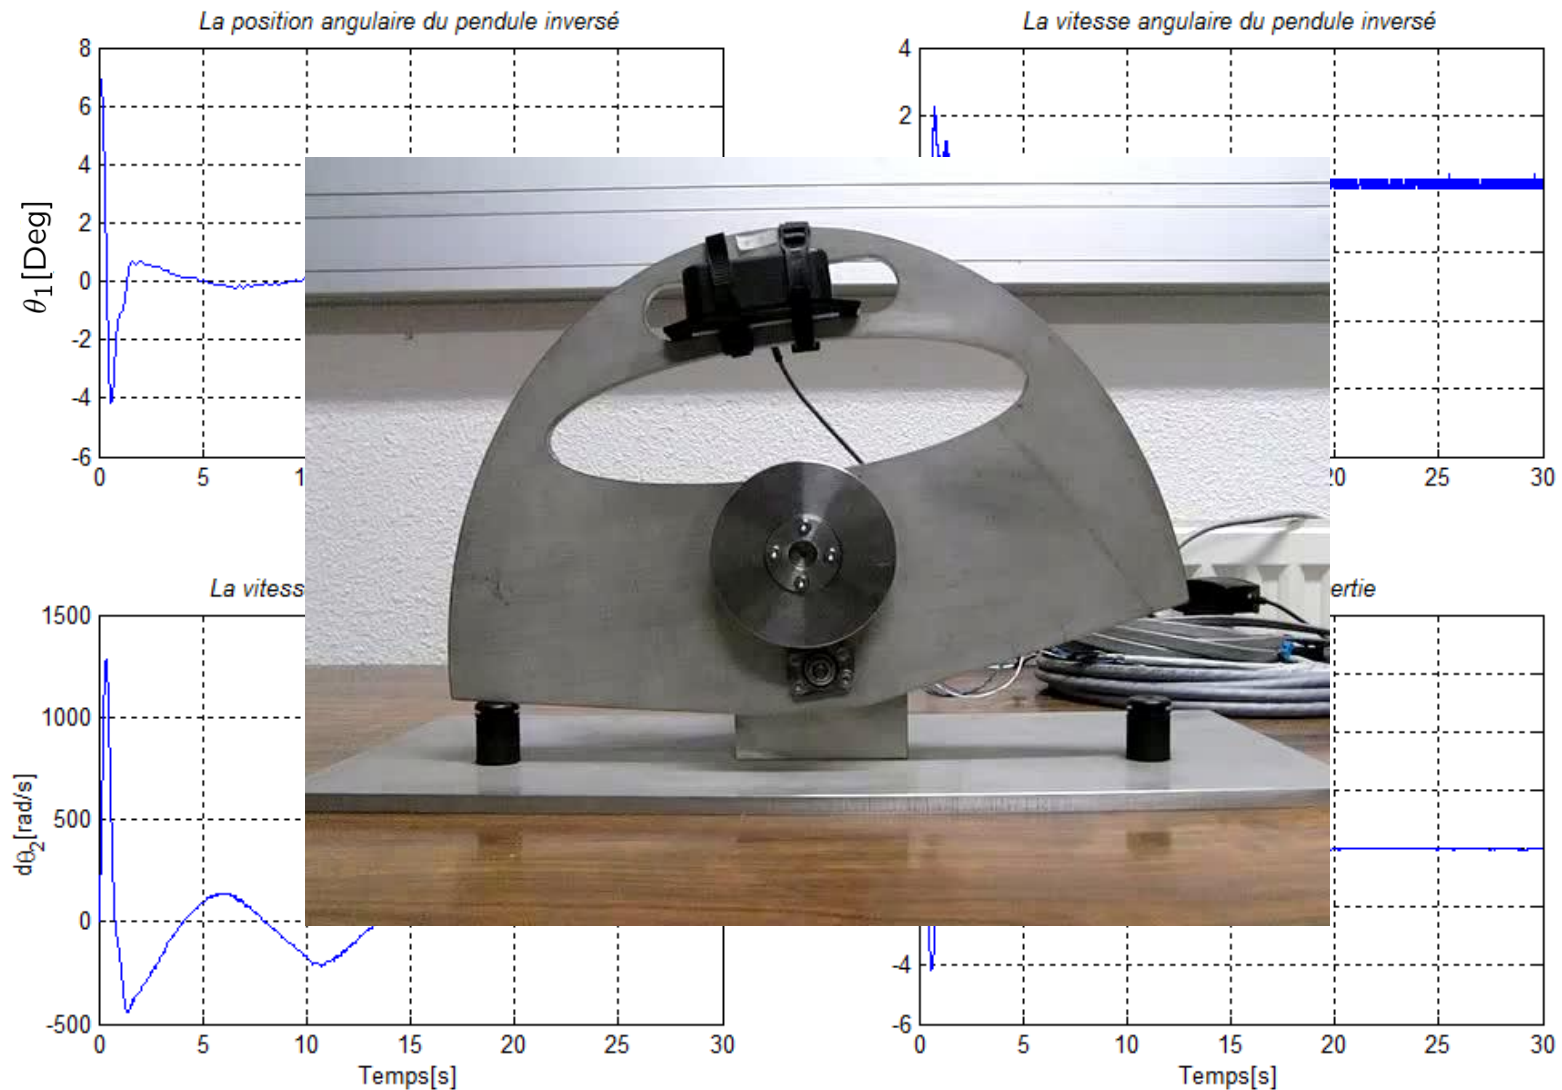 La position angulaire du pendule inversé
8
6
4
2
0
-2
-4
-6
0 5
θ₁[Deg]
La vitesse angulaire du pendule inversé
4
2
25 30
La vitess
1500
1000
500
0
-500
0 5 10 15 20 25 30
dθ₂[rad/s]
Temps[s]
ertie
-4
-6
0 5 10 15 20 25 30
Temps[s]